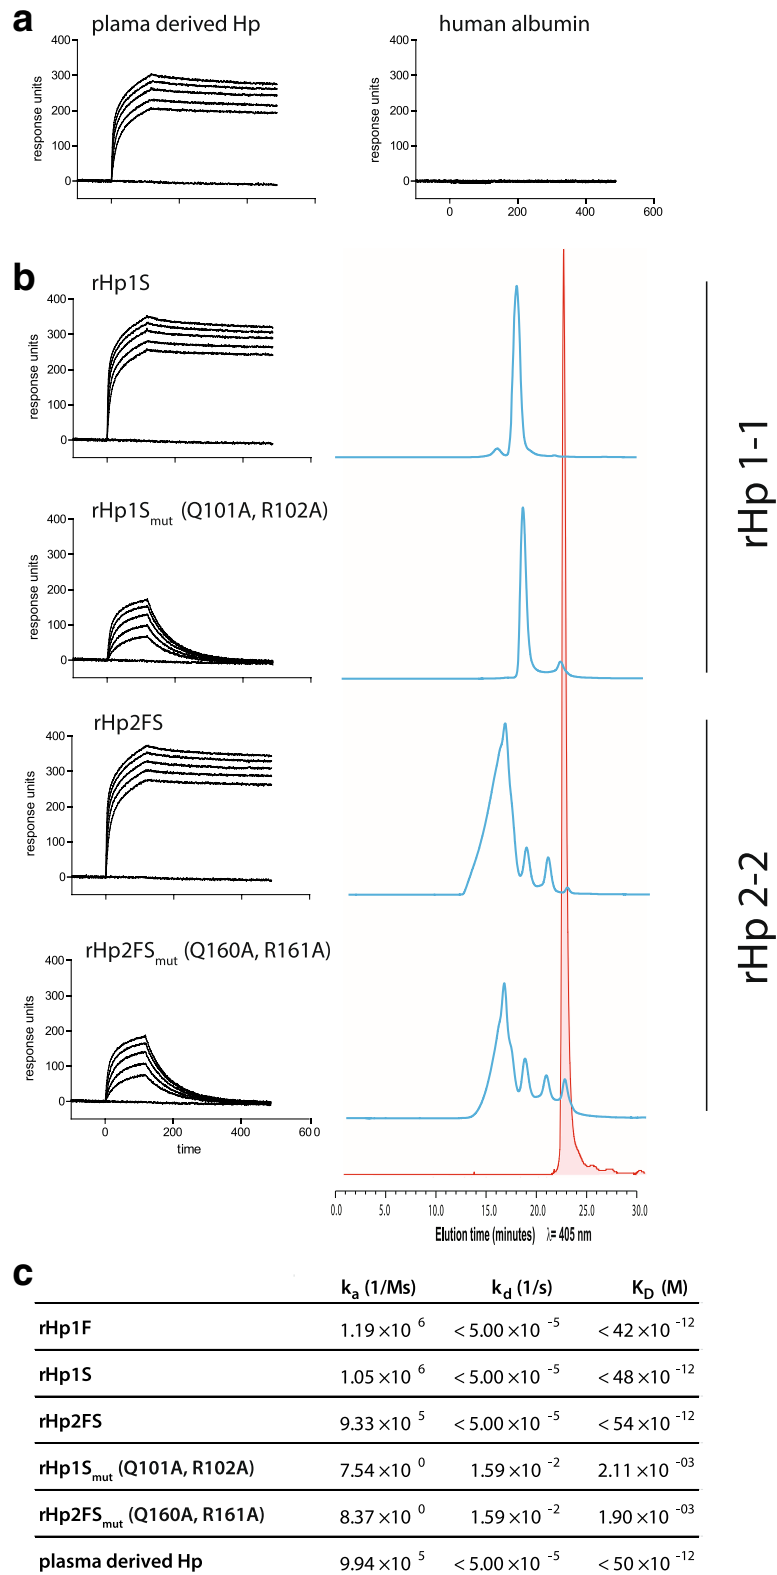 a
plama derived Hp
human albumin
response units
400
300
200
100
0
response units
400
300
200
100
0
0 200 400 600
b
rHp1S
response units
400
300
200
100
0
rHp1Smut (Q101A, R102A)
response units
400
300
200
100
0
rHp 1-1
rHp2FS
response units
400
300
200
100
0
rHp2FSmut (Q160A, R161A)
response units
400
300
200
100
0
0 200 400 600
time
rHp 2-2
0.0 5.0 10.0 15.0 20.0 25.0 30.0
Elution time (minutes) λ= 405 nm
c
ka (1/Ms) kd (1/s) KD (M)
rHp1F 1.19 ×10 6 < 5.00 ×10 -5 < 42 ×10 -12
rHp1S 1.05 ×10 6 < 5.00 ×10 -5 < 48 ×10 -12
rHp2FS 9.33 ×10 5 < 5.00 ×10 -5 < 54 ×10 -12
rHp1Smut (Q101A, R102A) 7.54 ×10 0 1.59 ×10 -2 2.11 ×10 -03
rHp2FSmut (Q160A, R161A) 8.37 ×10 0 1.59 ×10 -2 1.90 ×10 -03
plasma derived Hp 9.94 ×10 5 < 5.00 ×10 -5 < 50 ×10 -12